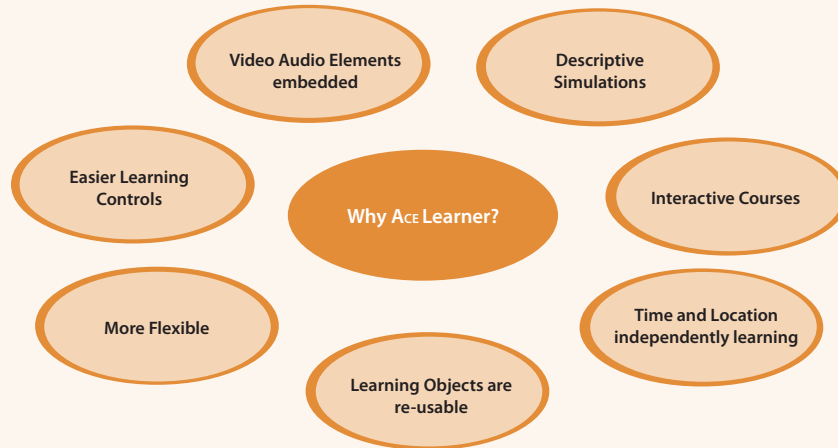 Video Audio Elements
embedded
Descriptive
Simulations
Easier Learning
Controls
Why ACE Learner?
Interactive Courses
More Flexible
Time and Location
independently learning
Learning Objects are
re-usable